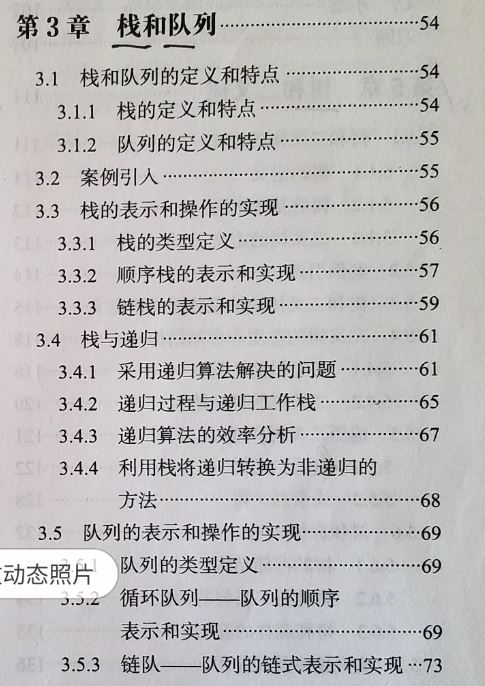 第3章 栈和队列……54
3.1 栈和队列的定义和特点……54
3.1.1 栈的定义和特点……54
3.1.2 队列的定义和特点……55
3.2 案例引入……55
3.3 栈的表示和操作的实现……56
3.3.1 栈的类型定义……56
3.3.2 顺序栈的表示和实现……57
3.3.3 链栈的表示和实现……59
3.4 栈与递归……61
3.4.1 采用递归算法解决的问题……61
3.4.2 递归过程与递归工作栈……65
3.4.3 递归算法的效率分析……67
3.4.4 利用栈将递归转换为非递归的
方法……68
3.5 队列的表示和操作的实现……69
动态照片
3.5.1 队列的类型定义……69
3.5.2 循环队列——队列的顺序
表示和实现……69
3.5.3 链队——队列的链式表示和实现…73